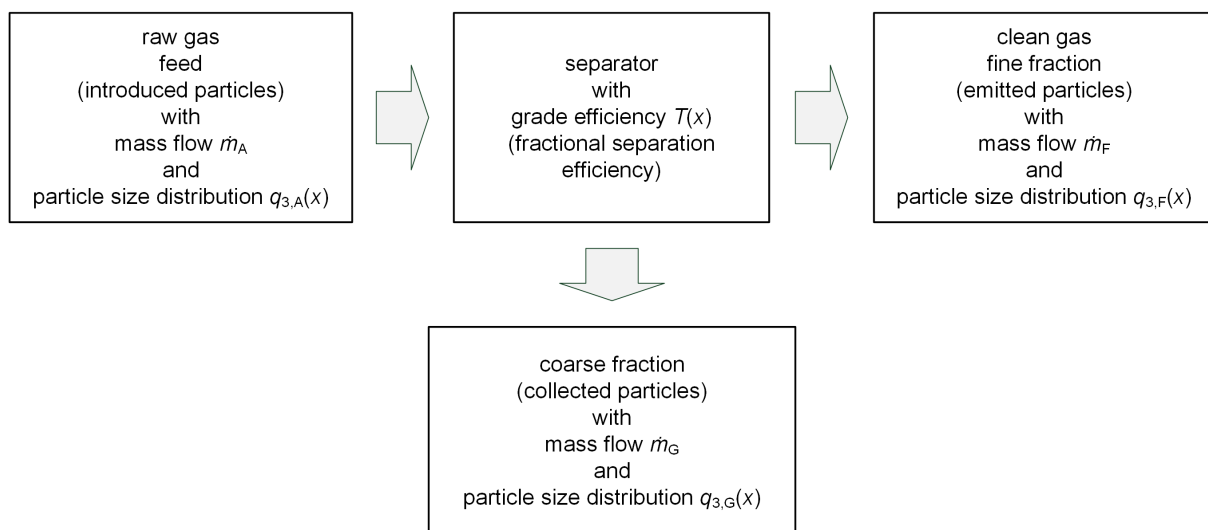 raw gas
feed
(introduced particles)
with
mass flow ṁA
and
particle size distribution q3,A(x)
separator
with
grade efficiency T(x)
(fractional separation
efficiency)
clean gas
fine fraction
(emitted particles)
with
mass flow ṁF
and
particle size distribution q3,F(x)
coarse fraction
(collected particles)
with
mass flow ṁG
and
particle size distribution q3,G(x)